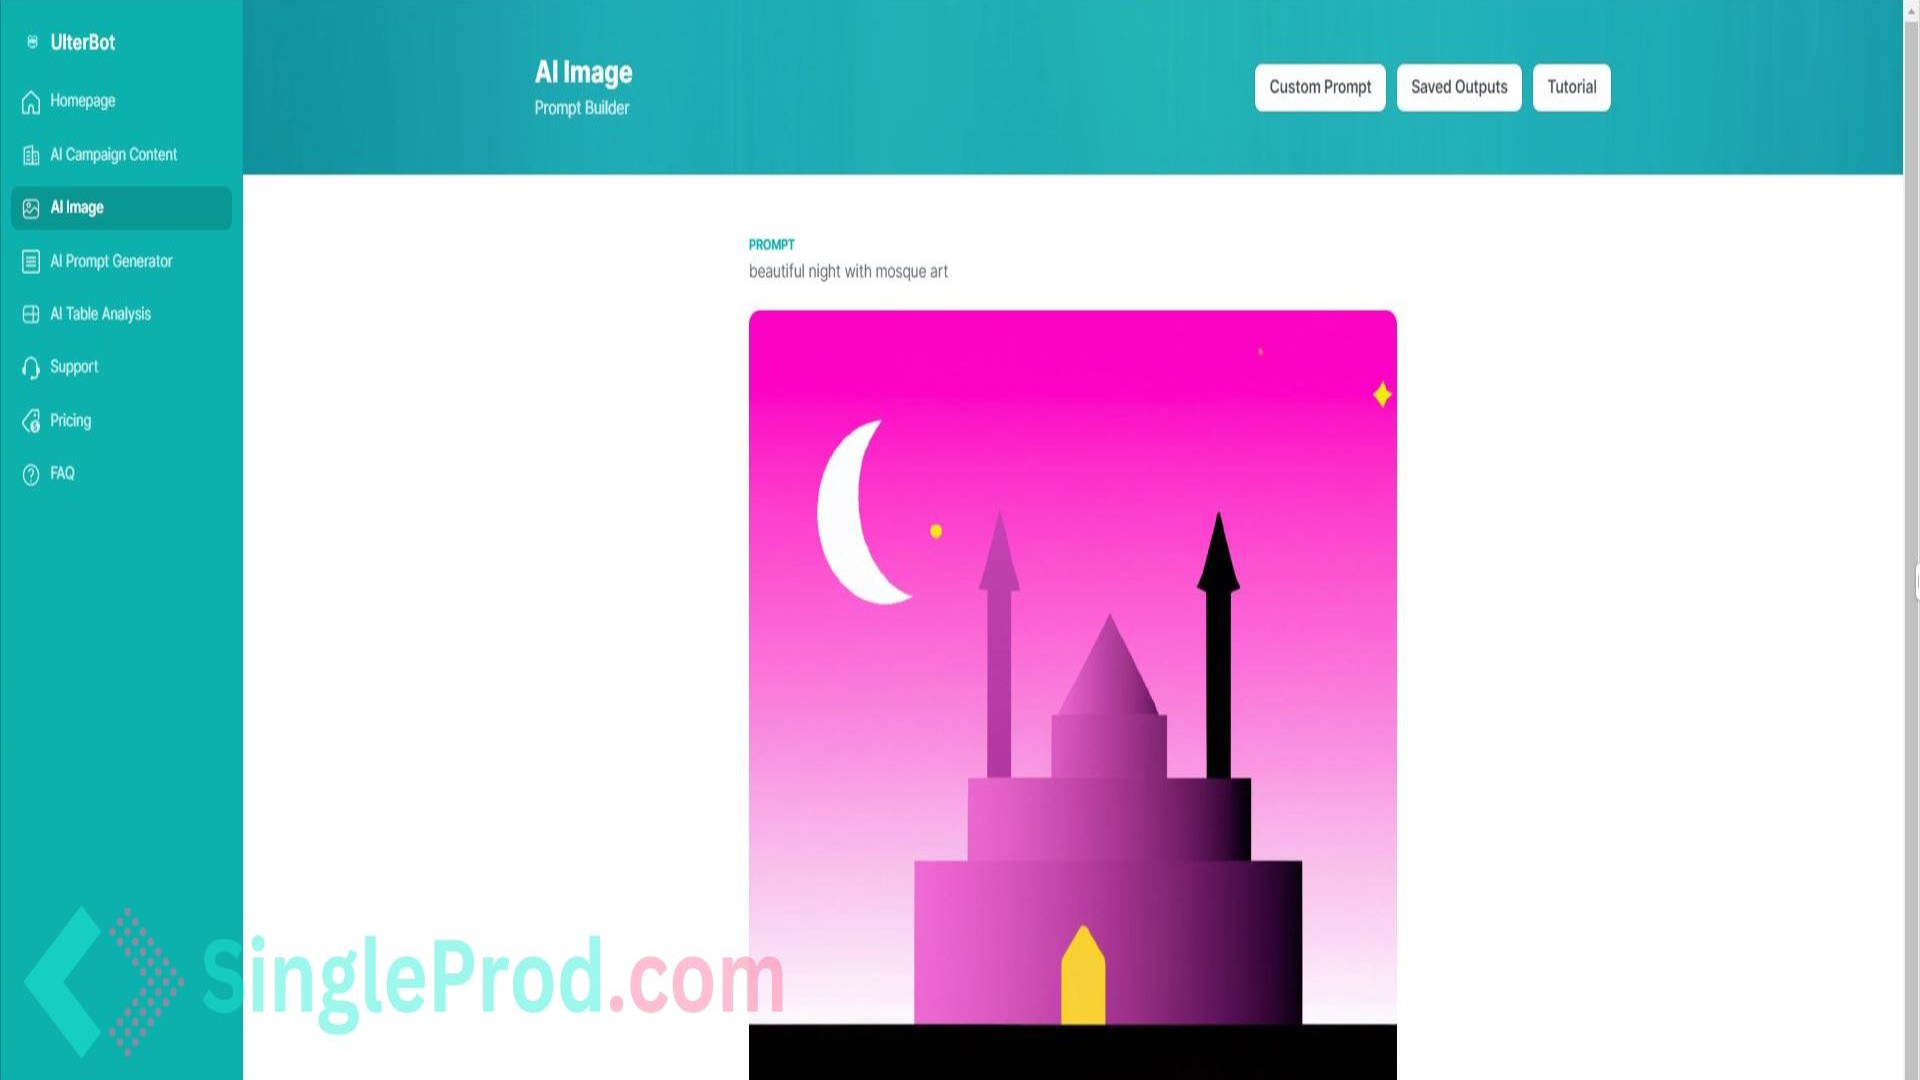 UlterBot
Homepage
AI Campaign Content
AI Image
AI Prompt Generator
AI Table Analysis
Support
Pricing
FAQ
AI Image
Prompt Builder
Custom Prompt
Saved Outputs
Tutorial
PROMPT
beautiful night with mosque art
SingleProd.com